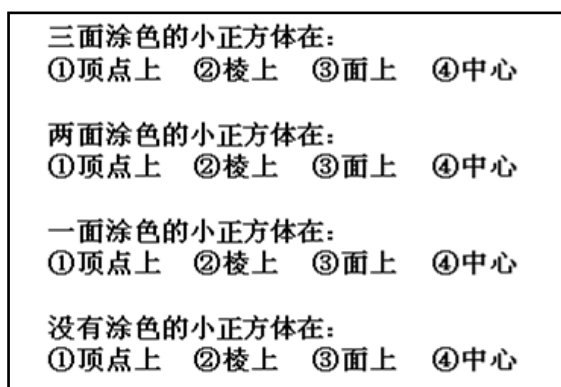 三面涂色的小正方体在：
①顶点上 ②棱上 ③面上 ④中心
两面涂色的小正方体在：
①顶点上 ②棱上 ③面上 ④中心
一面涂色的小正方体在：
①顶点上 ②棱上 ③面上 ④中心
没有涂色的小正方体在：
①顶点上 ②棱上 ③面上 ④中心